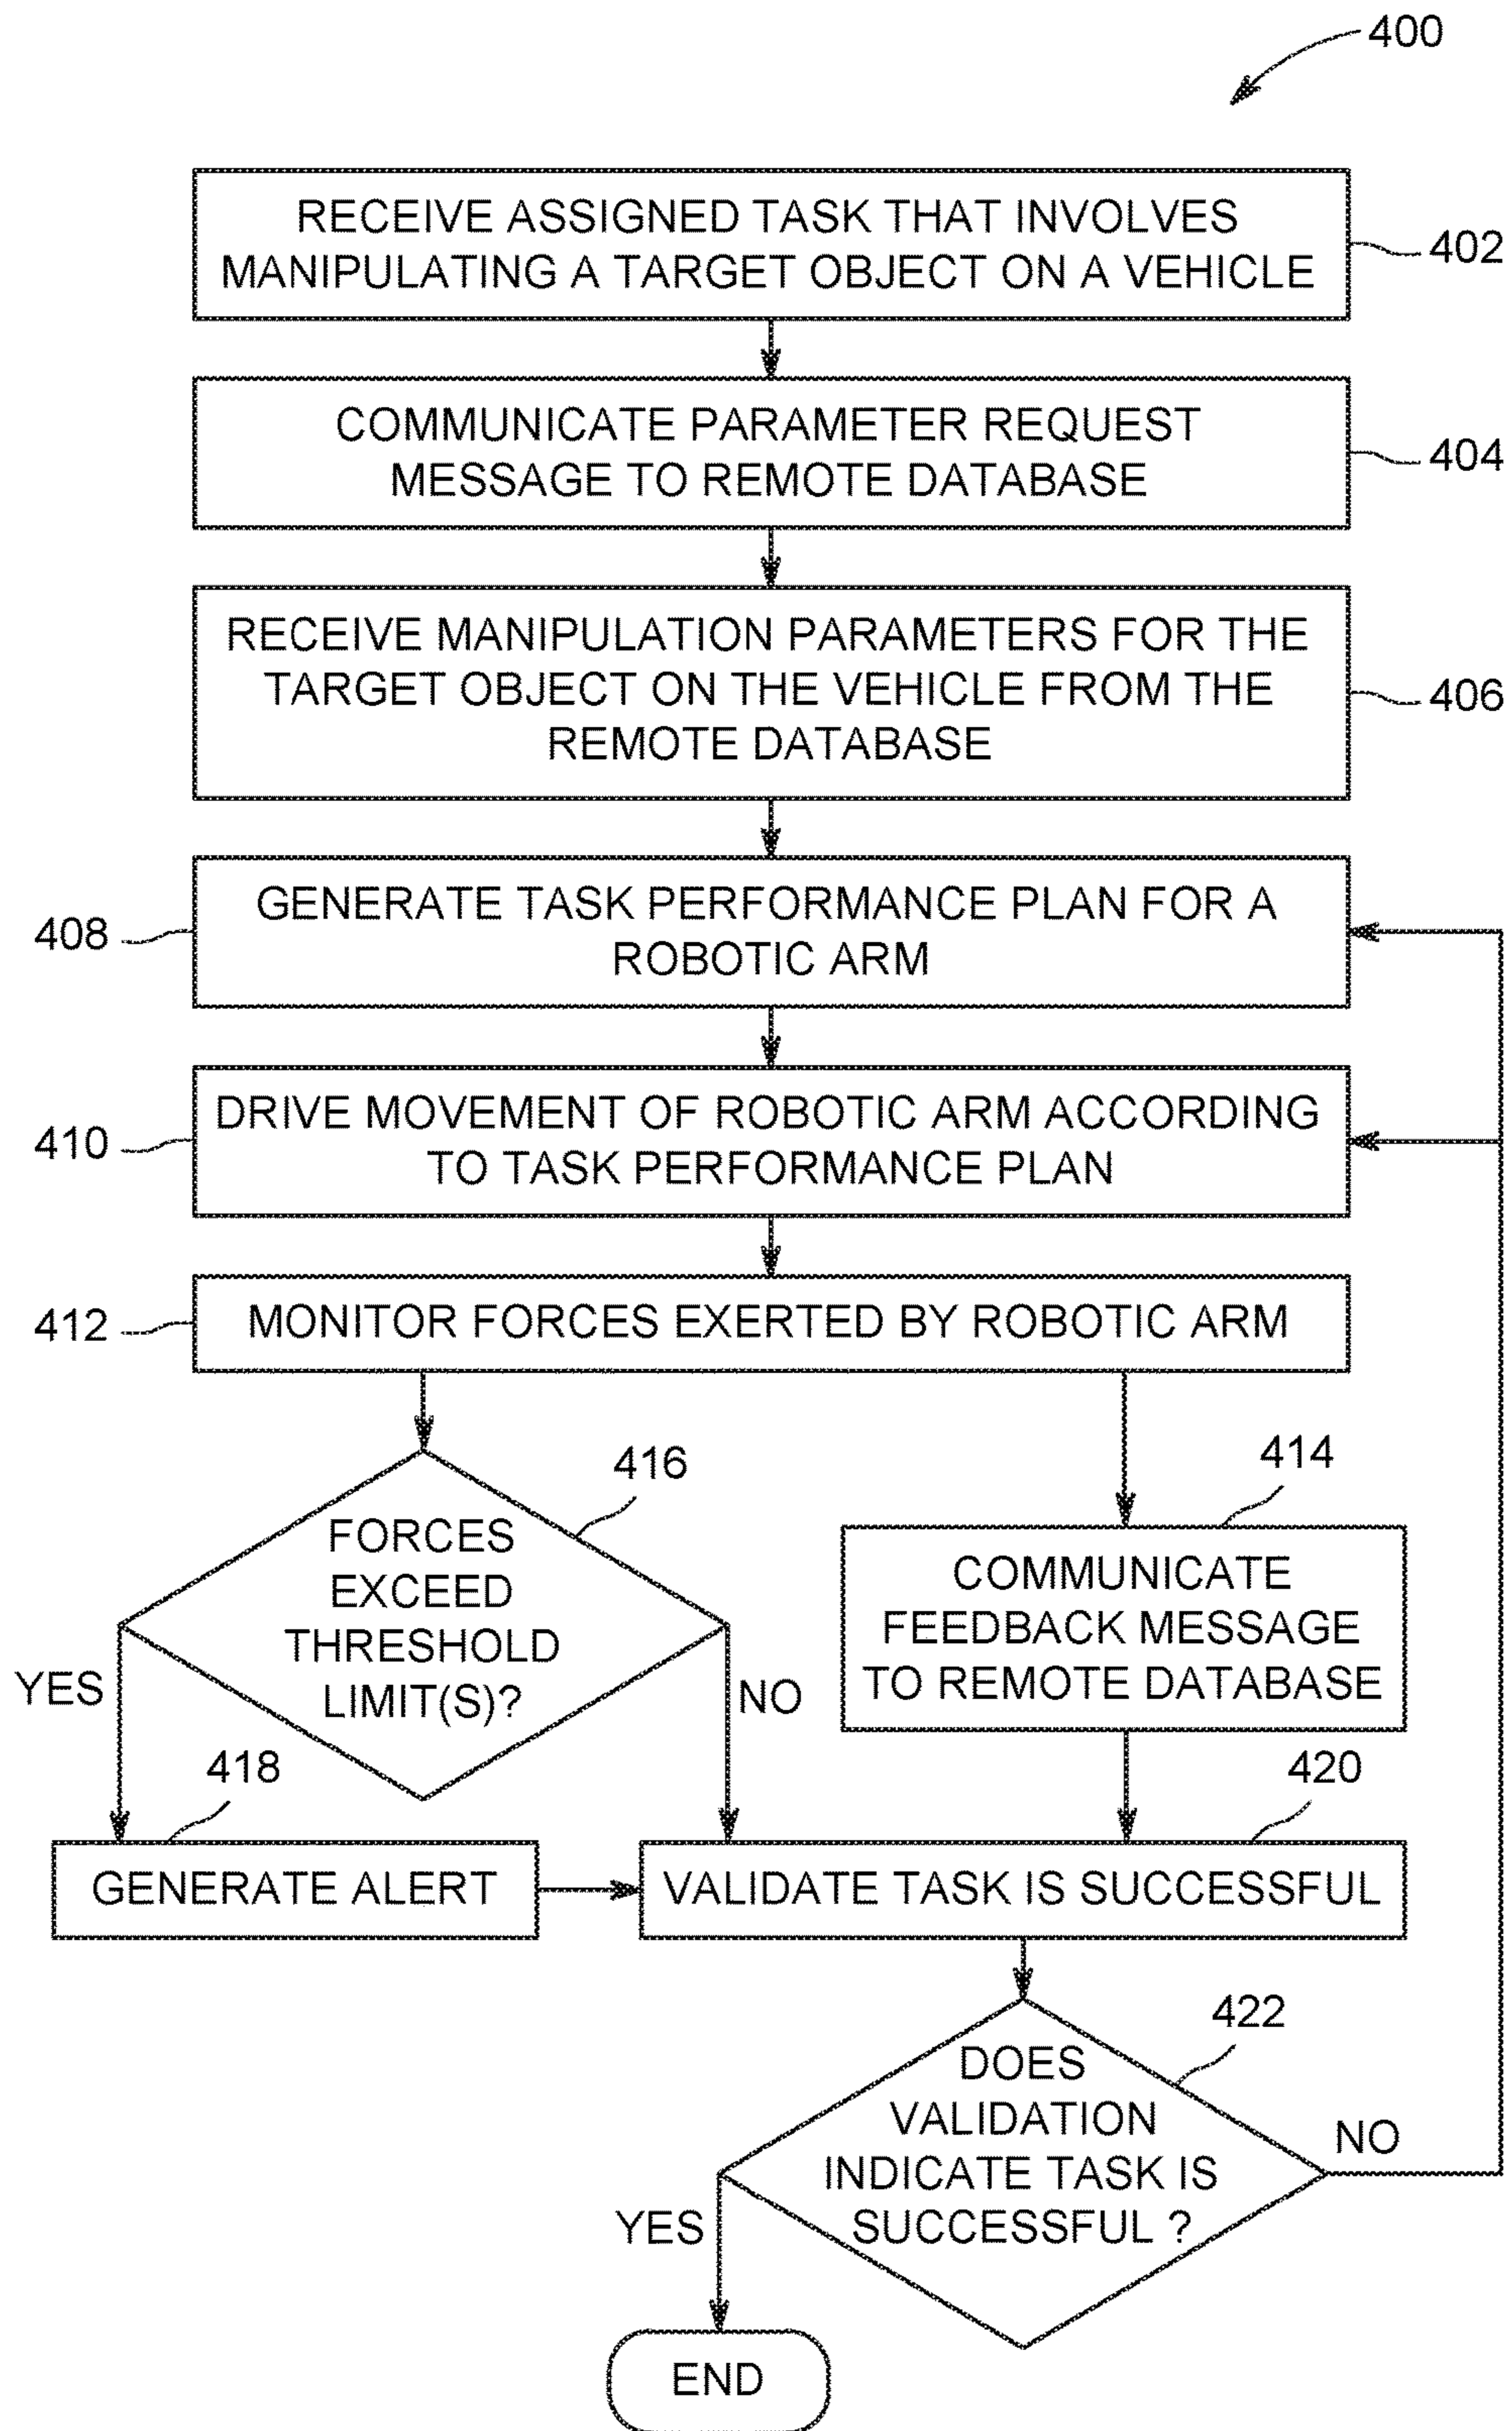 400
RECEIVE ASSIGNED TASK THAT INVOLVES
MANIPULATING A TARGET OBJECT ON A VEHICLE
402
COMMUNICATE PARAMETER REQUEST
MESSAGE TO REMOTE DATABASE
404
RECEIVE MANIPULATION PARAMETERS FOR THE
TARGET OBJECT ON THE VEHICLE FROM THE
REMOTE DATABASE
406
GENERATE TASK PERFORMANCE PLAN FOR A
ROBOTIC ARM
408
DRIVE MOVEMENT OF ROBOTIC ARM ACCORDING
TO TASK PERFORMANCE PLAN
410
MONITOR FORCES EXERTED BY ROBOTIC ARM
412
416
FORCES
EXCEED
THRESHOLD
LIMIT(S)?
YES
NO
414
COMMUNICATE
FEEDBACK MESSAGE
TO REMOTE DATABASE
418
GENERATE ALERT
420
VALIDATE TASK IS SUCCESSFUL
422
DOES
VALIDATION
INDICATE TASK IS
SUCCESSFUL ?
NO
YES
END